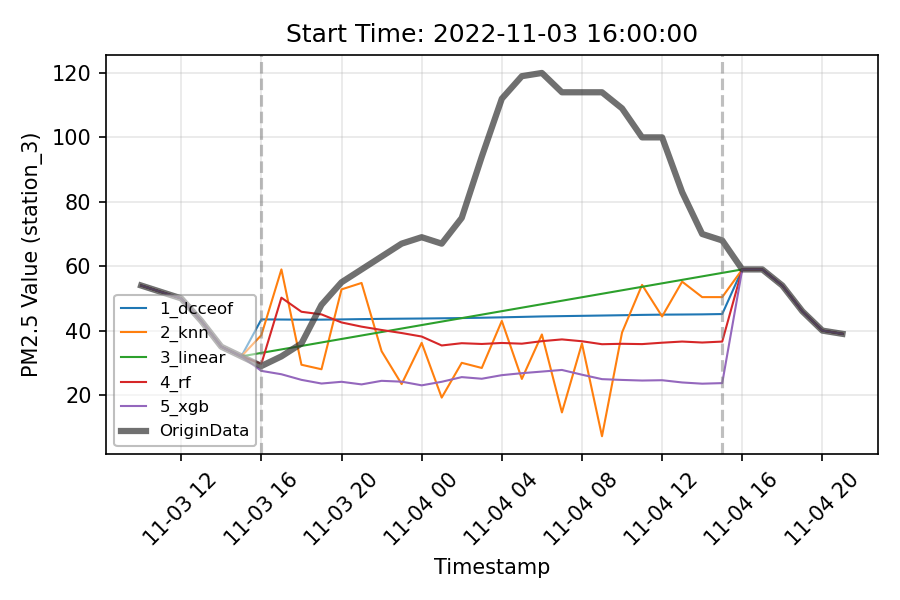 Start Time: 2022-11-03 16:00:00
PM2.5 Value (station_3)
120
100
80
60
40
20
1_dcceof
2_knn
3_linear
4_rf
5_xgb
OriginData
11-03 12
11-03 16
11-03 20
11-04 00
11-04 04
11-04 08
11-04 12
11-04 16
11-04 20
Timestamp